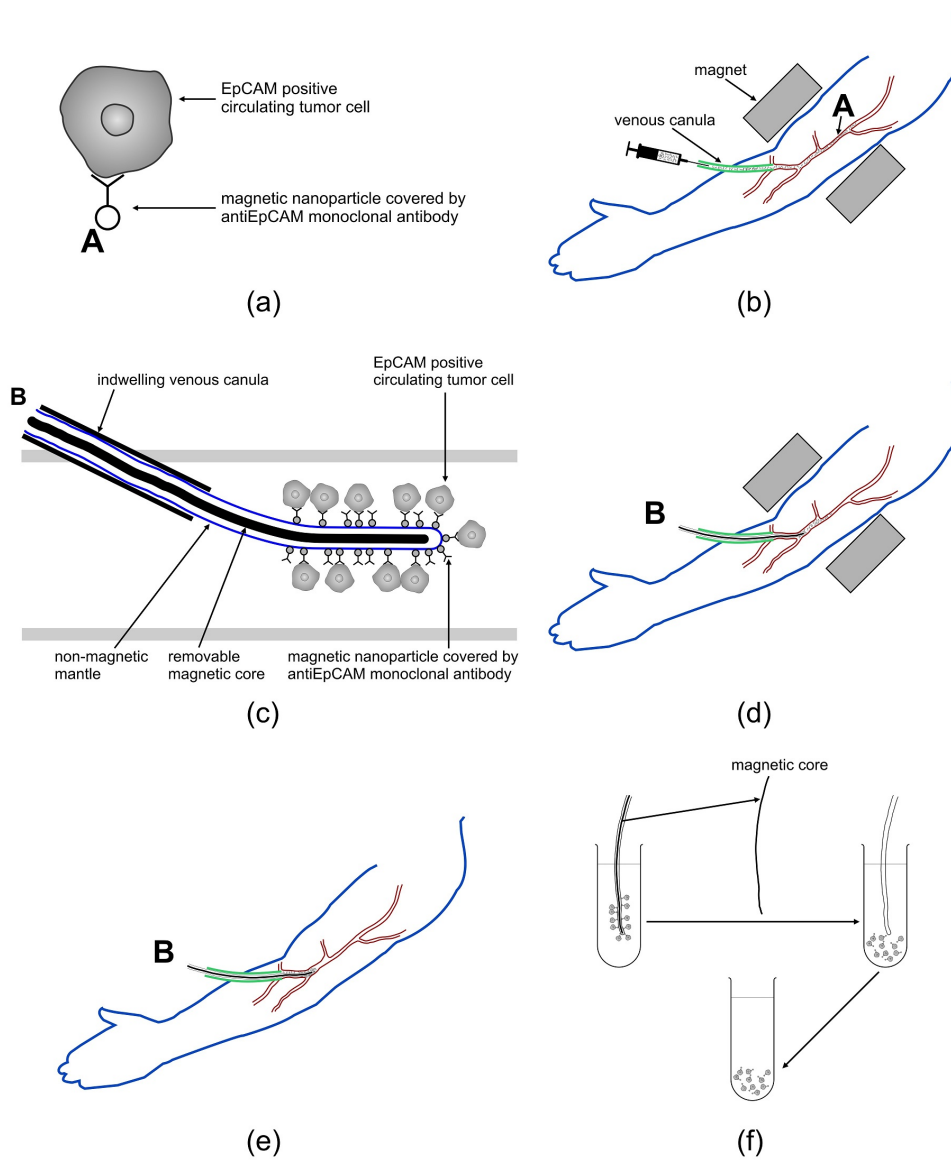 EpCAM positive
circulating tumor cell
magnetic nanoparticle covered by
antiEpCAM monoclonal antibody
A
(a)
magnet
A
venous canula
(b)
B
indwelling venous canula
EpCAM positive
circulating tumor cell
non-magnetic
mantle
removable
magnetic core
magnetic nanoparticle covered by
antiEpCAM monoclonal antibody
(c)
B
(d)
B
(e)
magnetic core
(f)